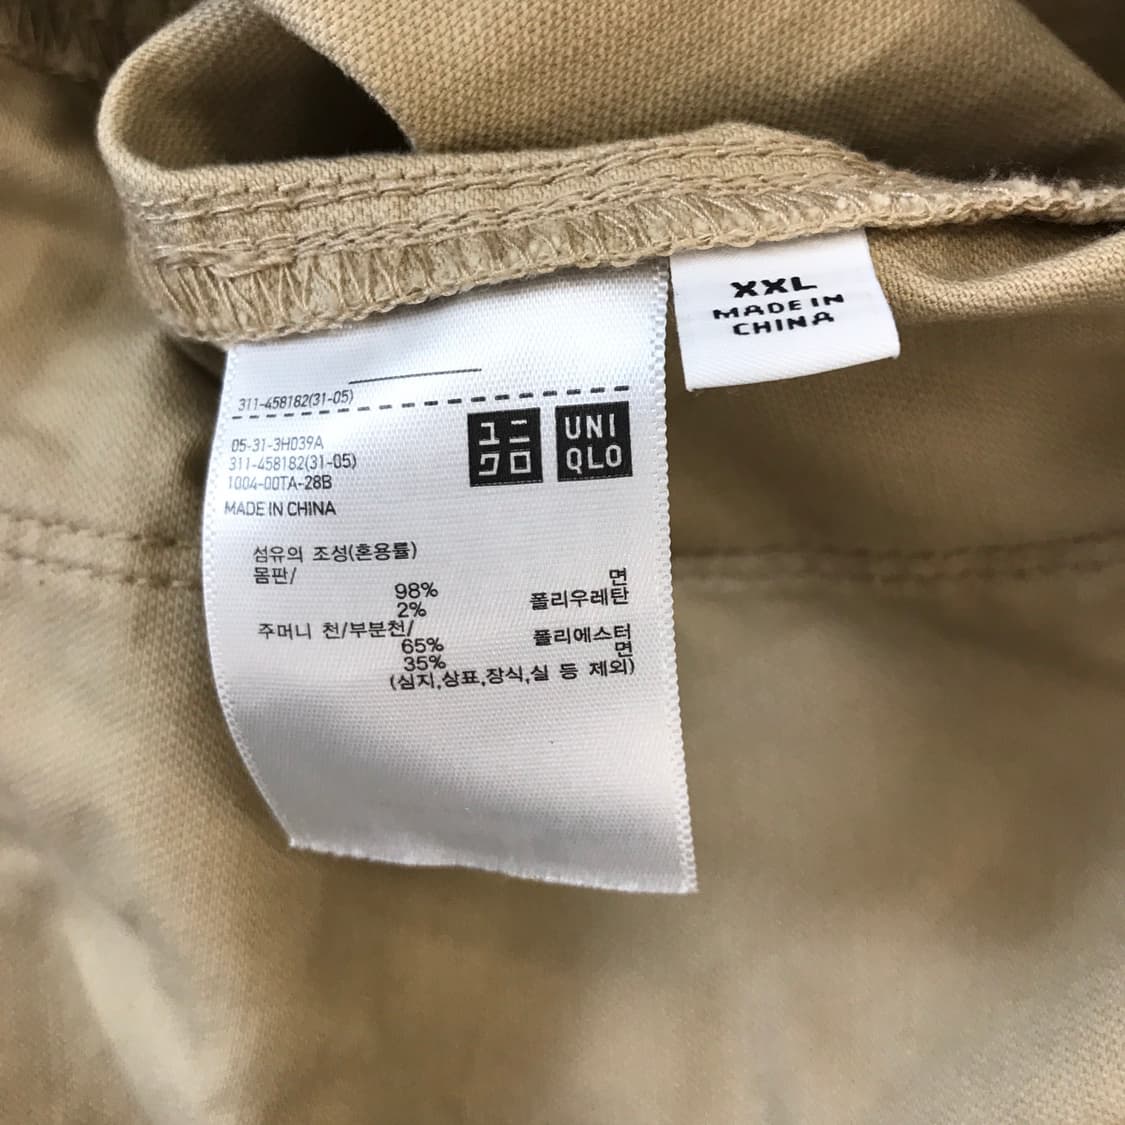 XXL
MADE IN
CHINA
311-458182(31-05)
05-31-3H039A
311-458182(31-05)
1004-00TA-28B
MADE IN CHINA
ユニ
クロ
UNI
QLO
섬유의 조성(혼용률)
몸판/
98% 면
2% 폴리우레탄
주머니 천/부분천/
65% 폴리에스터
35% 면
(심지,상표,장식,실 등 제외)